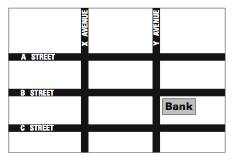 X AVENUE
Y AVENUE
A STREET
B STREET
Bank
C STREET